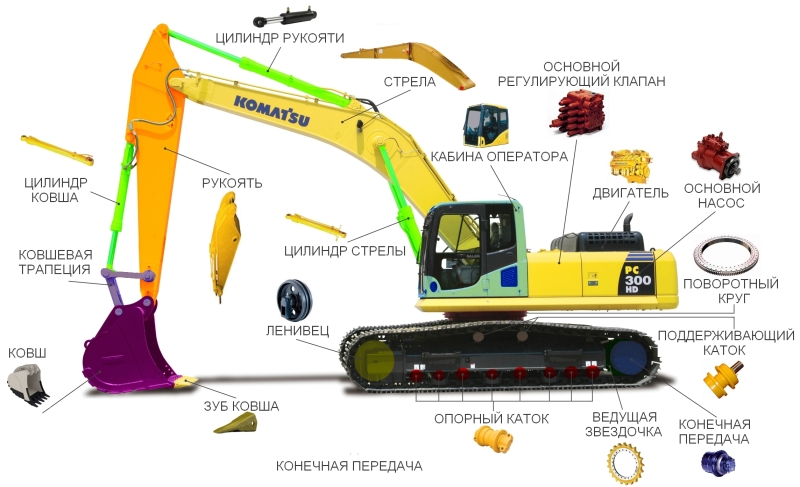 ЦИЛИНДР РУКОЯТИ
СТРЕЛА
ОСНОВНОЙ
РЕГУЛИРУЮЩИЙ КЛАПАН
KOMATSU
КАБИНА ОПЕРАТОРА
ДВИГАТЕЛЬ
ОСНОВНОЙ
НАСОС
ЦИЛИНДР
КОВША
РУКОЯТЬ
ЦИЛИНДР СТРЕЛЫ
КОВШЕВАЯ
ТРАПЕЦИЯ
PC
300
HD
ПОВОРОТНЫЙ
КРУГ
ЛЕНИВЕЦ
ПОДДЕРЖИВАЮЩИЙ
КАТОК
КОВШ
ЗУБ КОВША
ОПОРНЫЙ КАТОК
ВЕДУЩАЯ
ЗВЕЗДОЧКА
КОНЕЧНАЯ
ПЕРЕДАЧА
КОНЕЧНАЯ ПЕРЕДАЧА